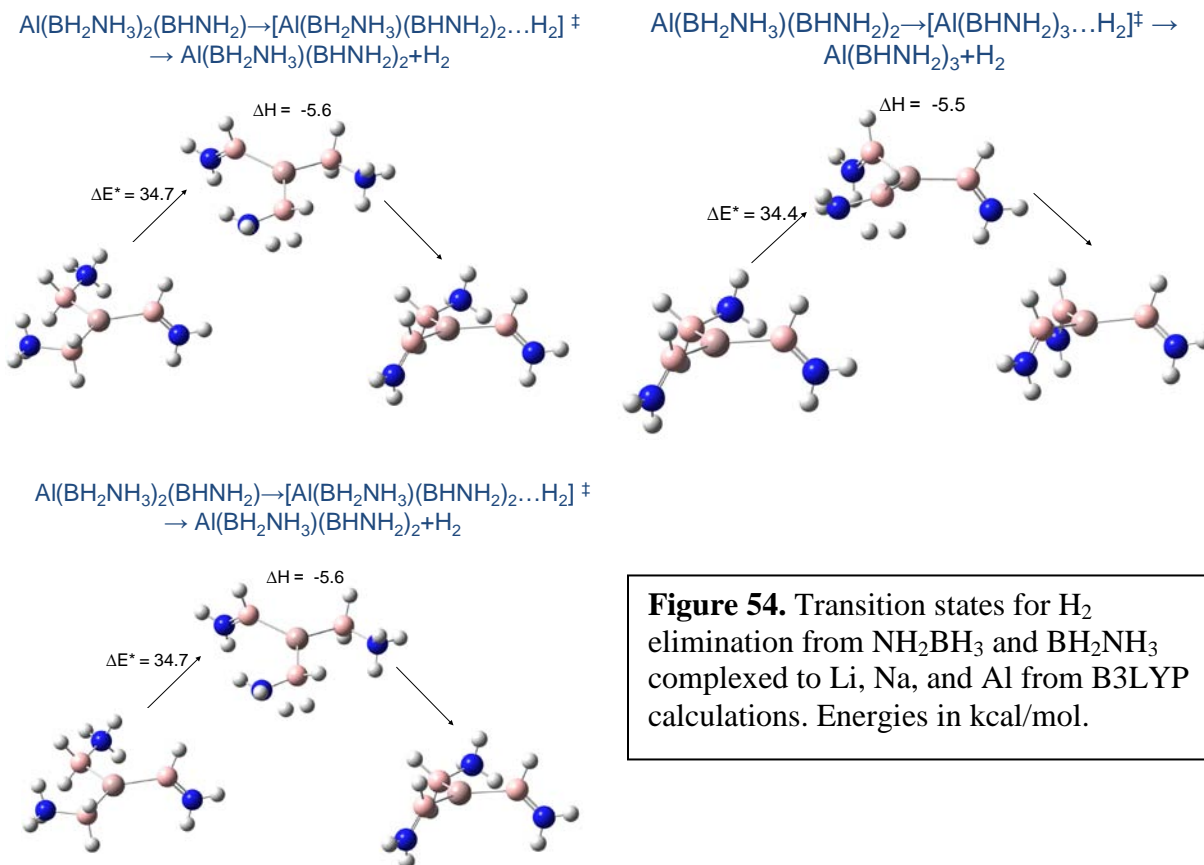 Al(BH₂NH₃)₂(BHNH₂)→[Al(BH₂NH₃)(BHNH₂)₂…H₂] ‡
→ Al(BH₂NH₃)(BHNH₂)₂+H₂
ΔH = -5.6
ΔE* = 34.7
Al(BH₂NH₃)(BHNH₂)₂→[Al(BHNH₂)₃…H₂]‡ →
Al(BHNH₂)₃+H₂
ΔH = -5.5
ΔE* = 34.4
Al(BH₂NH₃)₂(BHNH₂)→[Al(BH₂NH₃)(BHNH₂)₂…H₂] ‡
→ Al(BH₂NH₃)(BHNH₂)₂+H₂
ΔH = -5.6
ΔE* = 34.7
Figure 54. Transition states for H₂
elimination from NH₂BH₃ and BH₂NH₃
complexed to Li, Na, and Al from B3LYP
calculations. Energies in kcal/mol.